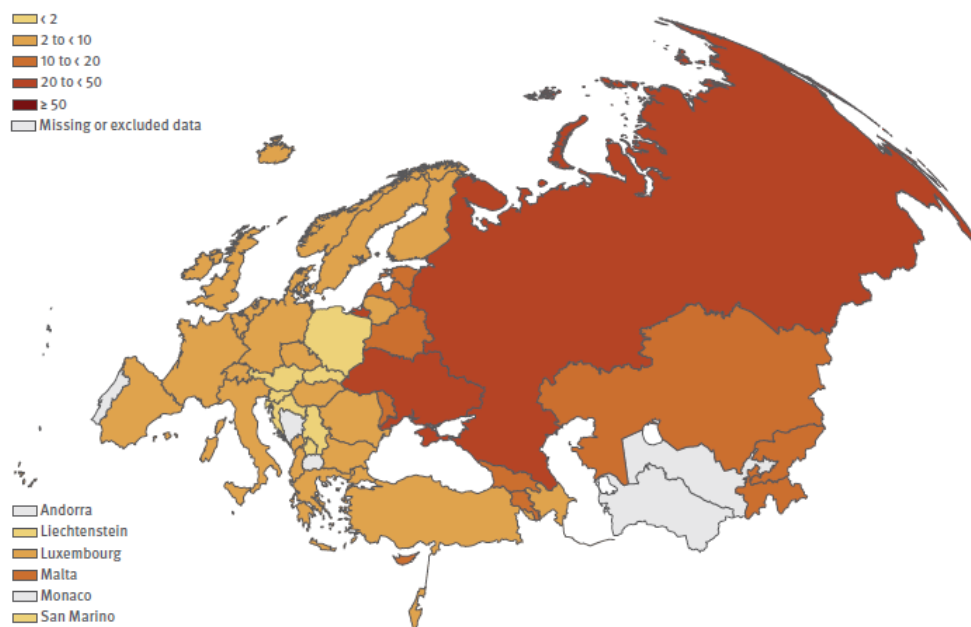 < 2
2 to < 10
10 to < 20
20 to < 50
≥ 50
Missing or excluded data
Andorra
Liechtenstein
Luxembourg
Malta
Monaco
San Marino